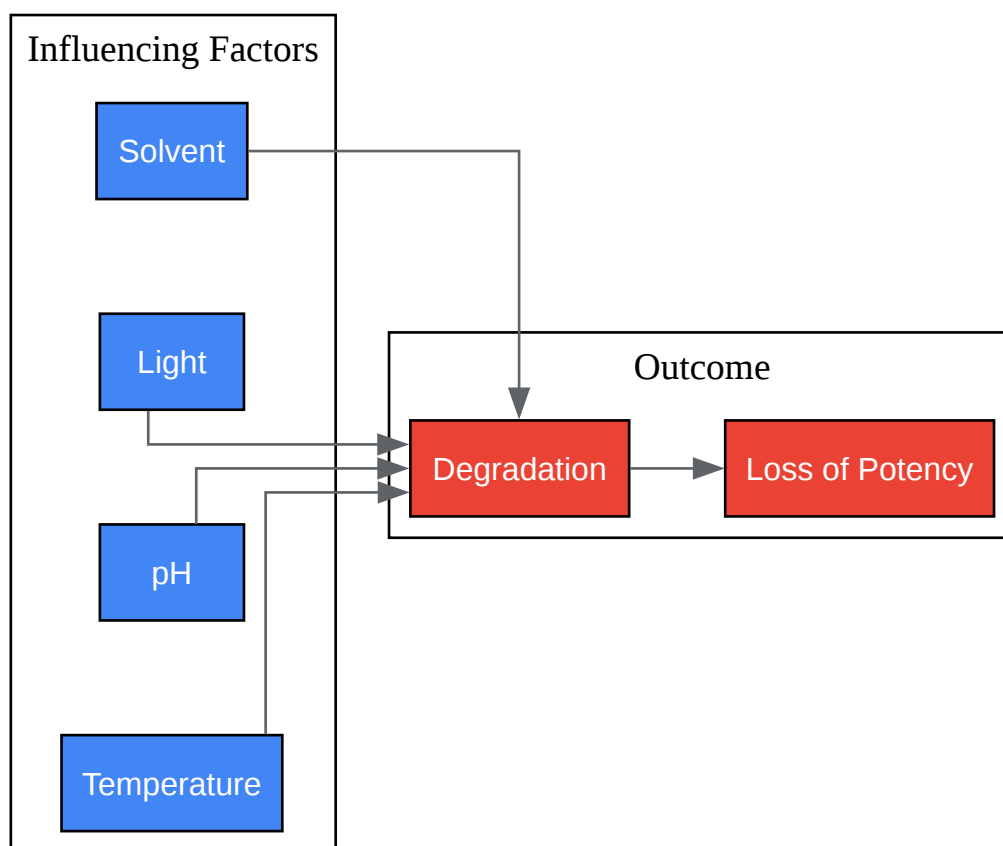 Influencing Factors
Solvent
Light
pH
Temperature
Outcome
Degradation
Loss of Potency